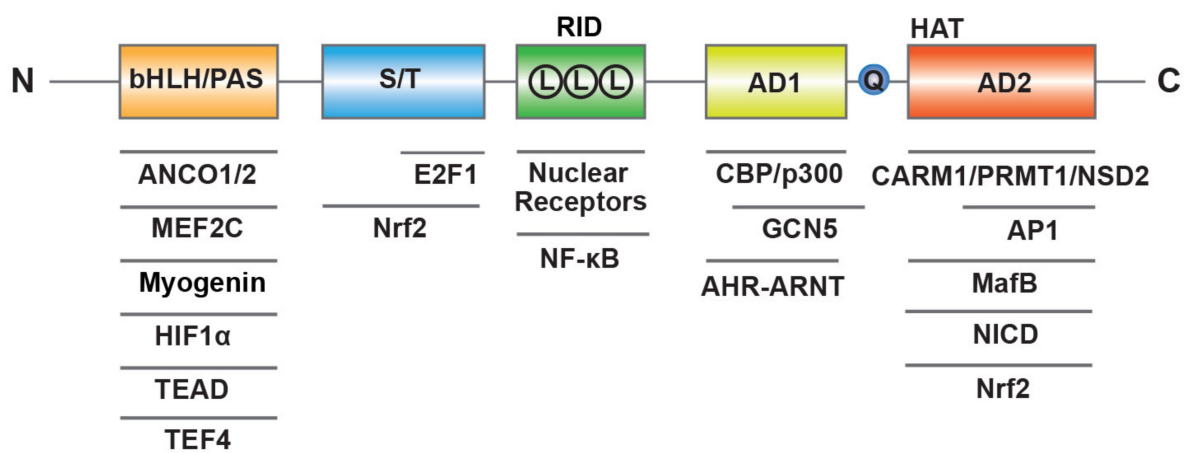 RID
HAT
N
bHLH/PAS
S/T
L L L
AD1
Q
AD2
C
ANCO1/2
MEF2C
Myogenin
HIF1α
TEAD
TEF4
E2F1
Nrf2
Nuclear
Receptors
NF-κB
CBP/p300
GCN5
AHR-ARNT
CARM1/PRMT1/NSD2
AP1
MafB
NICD
Nrf2